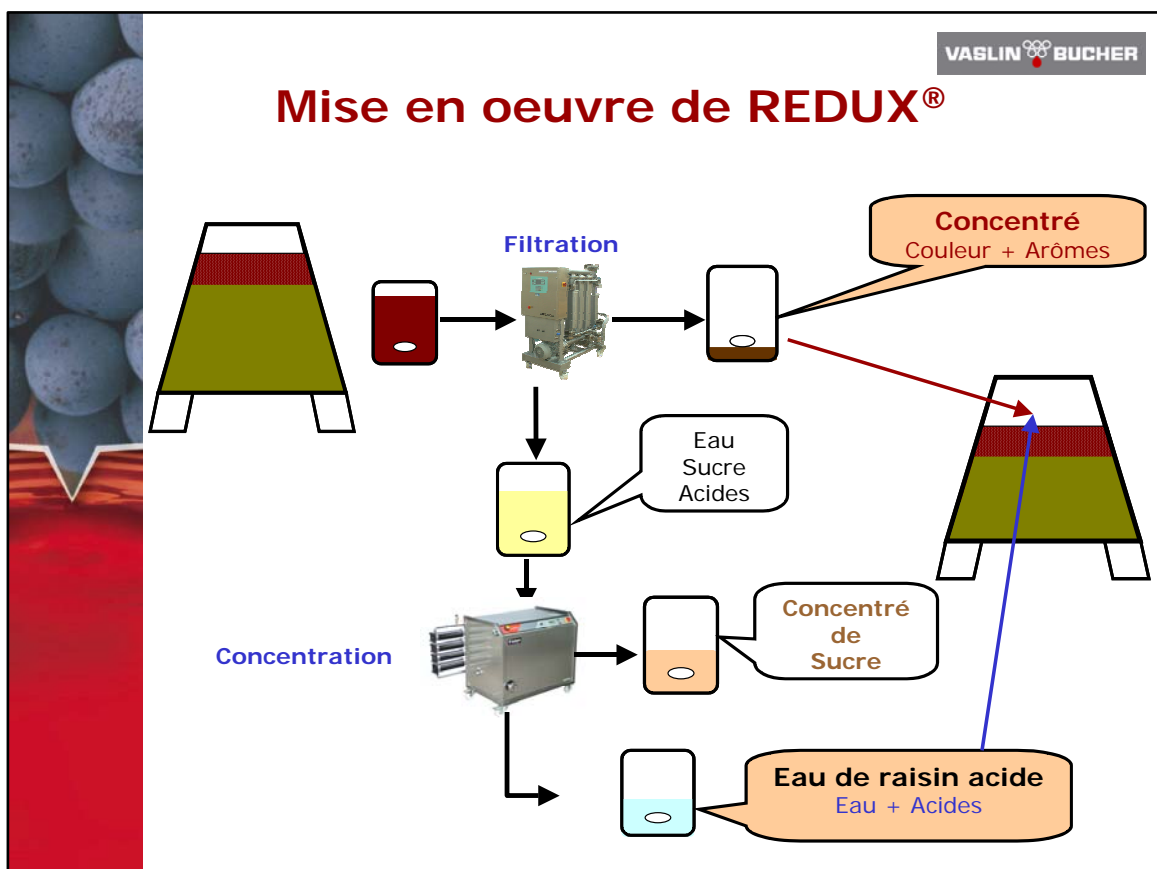 VASLIN BUCHER
Mise en oeuvre de REDUX®
Filtration
Concentré
Couleur + Arômes
Eau
Sucre
Acides
Concentration
Concentré
de
Sucre
Eau de raisin acide
Eau + Acides